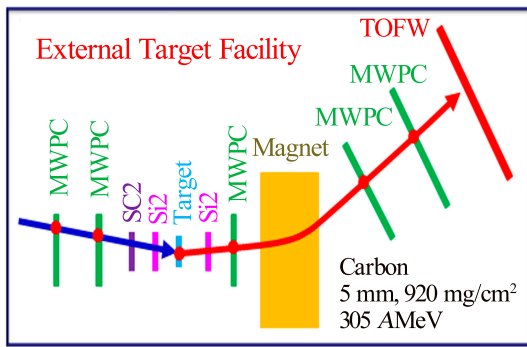 TOFW
External Target Facility
MWPC
MWPC
Magnet
MWPC
MWPC
SC2
Si2
Target
Si2
MWPC
Carbon
5 mm, 920 mg/cm²
305 AMeV